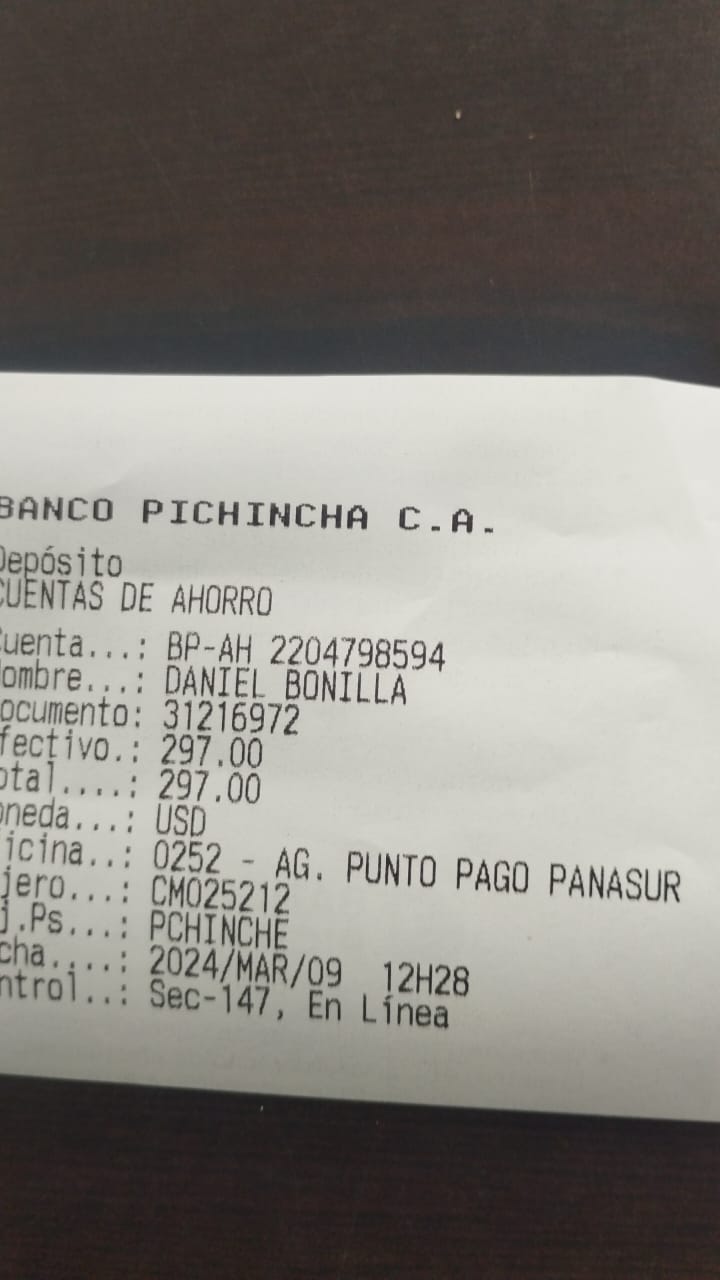 BANCO PICHINCHA C.A.
Depósito
CUENTAS DE AHORRO
uenta...: BP-AH 2204798594
ombre...: DANIEL BONILLA
ocumento: 31216972
fectivo.: 297.00
otal....: 297.00
oneda...: USD
icina..: 0252 - AG. PUNTO PAGO PANASUR
jero...: CMO25212
j.Ps...: PCHINCHE
cha....: 2024/MAR/09 12H28
ntrol..: Sec-147, En Línea